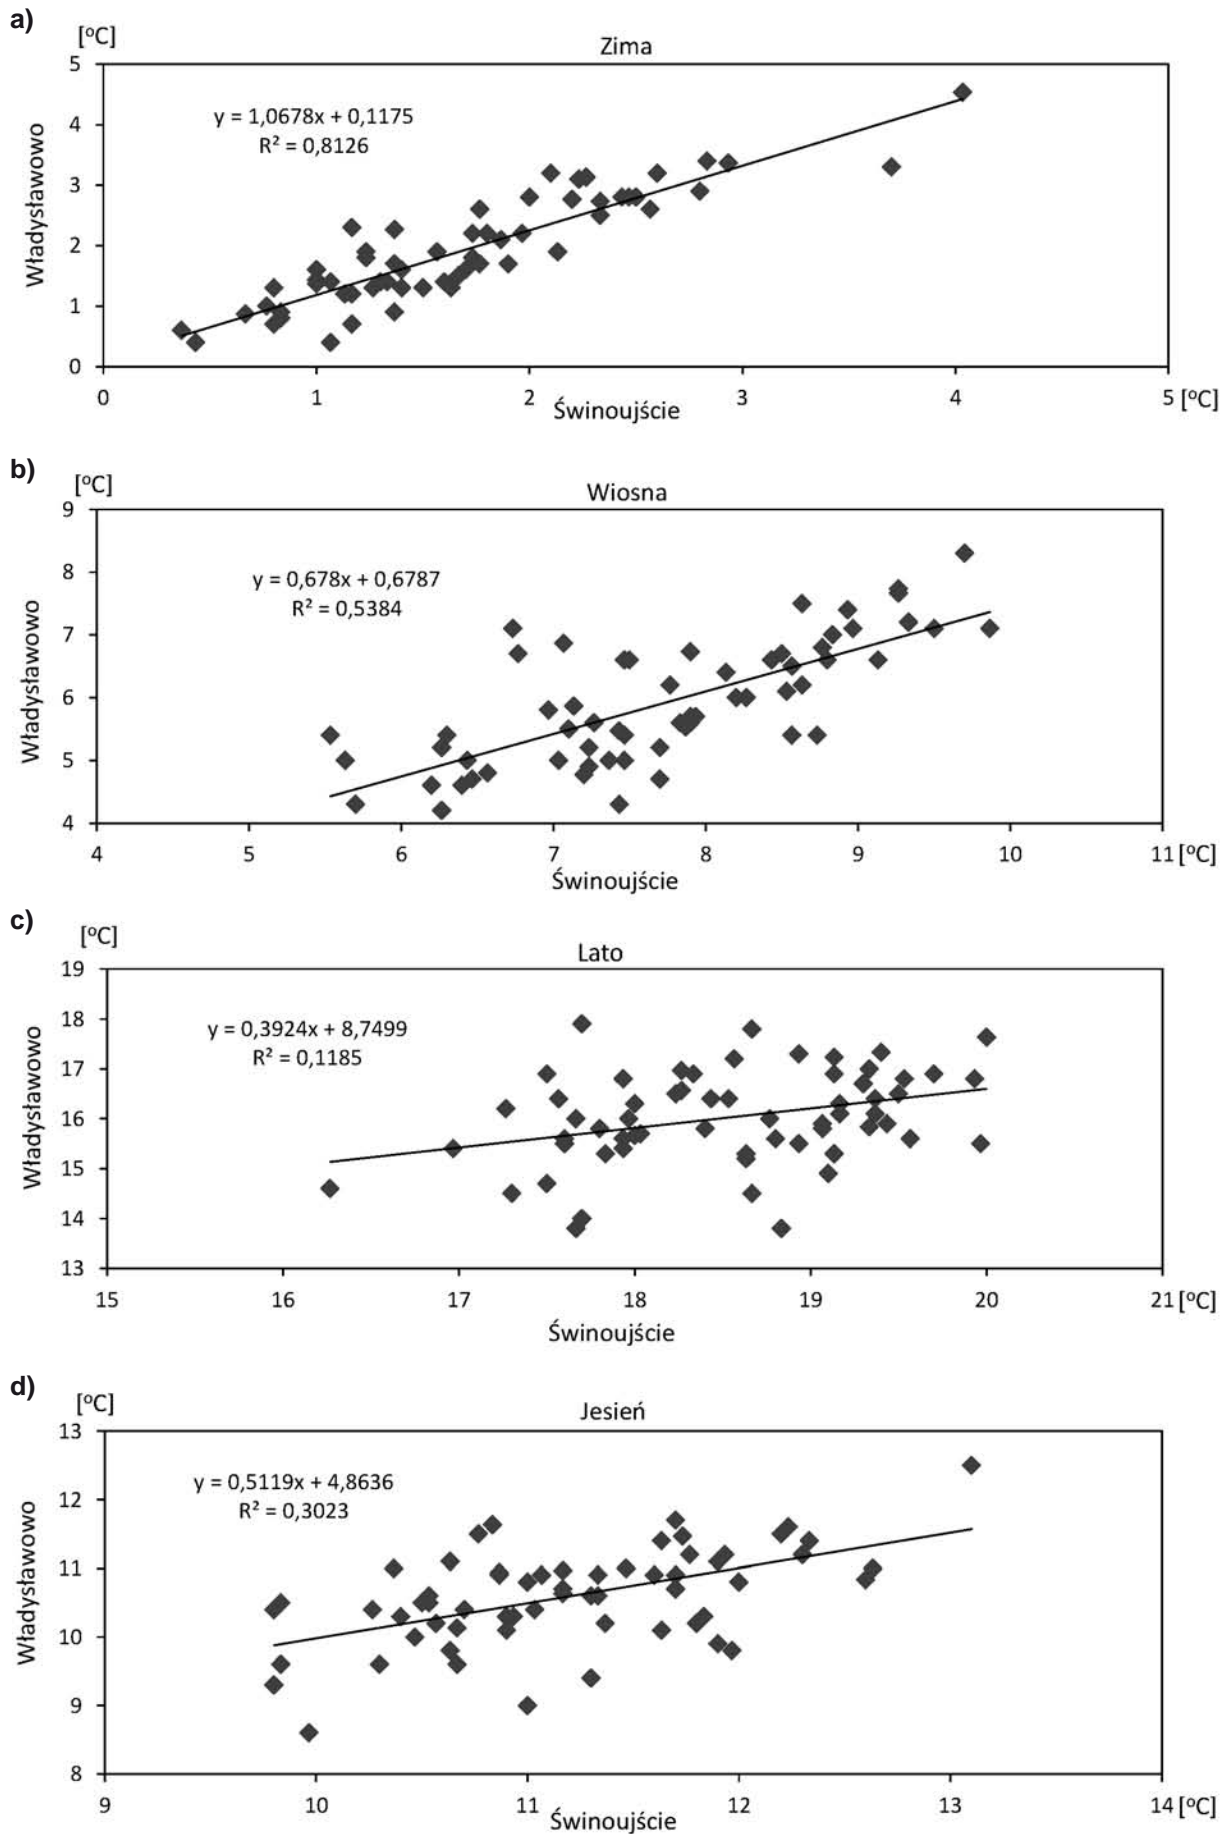 a)
[°C]
Zima
y = 1,0678x + 0,1175
R² = 0,8126
Władysławowo
5
4
3
2
1
0
0 1 2 3 4 5 [°C]
Świnoujście
b)
[°C]
Wiosna
y = 0,678x + 0,6787
R² = 0,5384
Władysławowo
9
8
7
6
5
4
4 5 6 7 8 9 10 11 [°C]
Świnoujście
c)
[°C]
Lato
y = 0,3924x + 8,7499
R² = 0,1185
Władysławowo
19
18
17
16
15
14
13
15 16 17 18 19 20 21 [°C]
Świnoujście
d)
[°C]
Jesień
y = 0,5119x + 4,8636
R² = 0,3023
Władysławowo
13
12
11
10
9
8
9 10 11 12 13 14 [°C]
Świnoujście